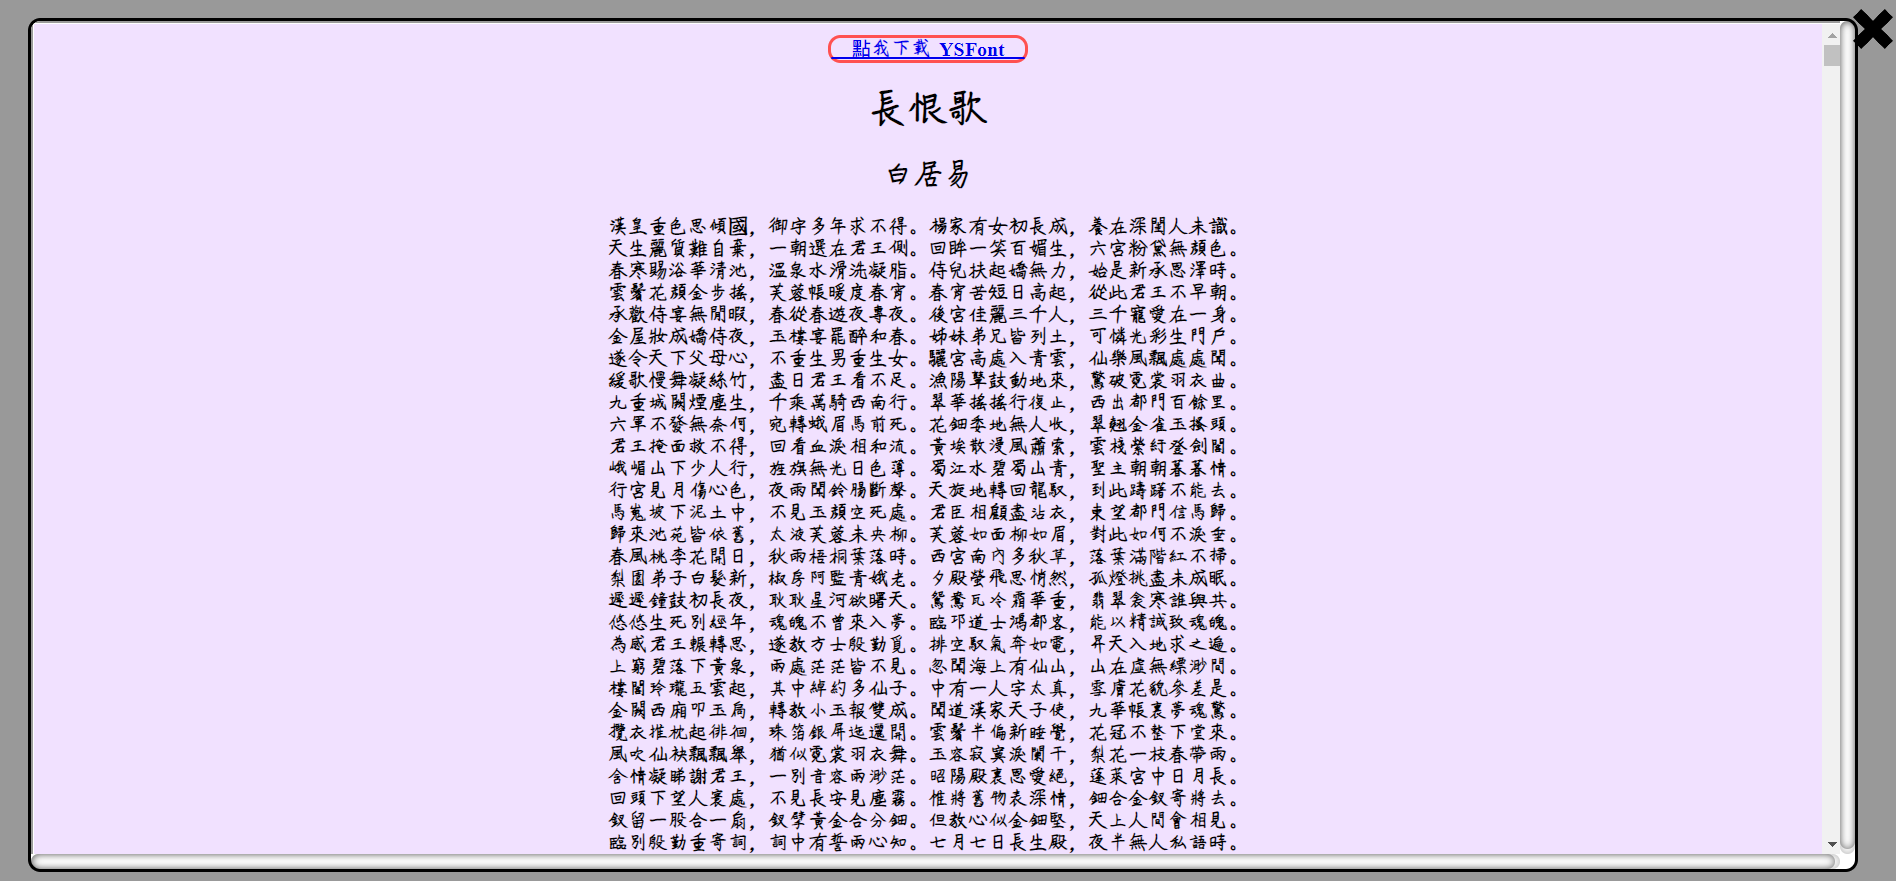 點我下載 YSFont
長恨歌
白居易
漢皇重色思傾國，御宇多年求不得。楊家有女初長成，養在深閨人未識。
天生麗質難自棄，一朝選在君王側。回眸一笑百媚生，六宮粉黛無顏色。
春寒賜浴華清池，溫泉水滑洗凝脂。侍兒扶起嬌無力，始是新承恩澤時。
雲鬢花顏金步搖，芙蓉帳暖度春宵。春宵苦短日高起，從此君王不早朝。
承歡侍宴無閒暇，春從春遊夜專夜。後宮佳麗三千人，三千寵愛在一身。
金屋妝成嬌侍夜，玉樓宴罷醉和春。姊妹弟兄皆列土，可憐光彩生門戶。
遂令天下父母心，不重生男重生女。驪宮高處入青雲，仙樂風飄處處聞。
緩歌慢舞凝絲竹，盡日君王看不足。漁陽鼙鼓動地來，驚破霓裳羽衣曲。
九重城闕煙塵生，千乘萬騎西南行。翠華搖搖行復止，西出都門百餘里。
六軍不發無奈何，宛轉蛾眉馬前死。花鈿委地無人收，翠翹金雀玉搔頭。
君王掩面救不得，回看血淚相和流。黃埃散漫風蕭索，雲棧縈紆登劍閣。
峨嵋山下少人行，旌旗無光日色薄。蜀江水碧蜀山青，聖主朝朝暮暮情。
行宮見月傷心色，夜雨聞鈴腸斷聲。天旋地轉回龍馭，到此躊躇不能去。
馬嵬坡下泥土中，不見玉顏空死處。君臣相顧盡沾衣，東望都門信馬歸。
歸來池苑皆依舊，太液芙蓉未央柳。芙蓉如面柳如眉，對此如何不淚垂。
春風桃李花開日，秋雨梧桐葉落時。西宮南內多秋草，落葉滿階紅不掃。
梨園弟子白髮新，椒房阿監青娥老。夕殿螢飛思悄然，孤燈挑盡未成眠。
遲遲鐘鼓初長夜，耿耿星河欲曙天。鴛鴦瓦冷霜華重，翡翠衾寒誰與共。
悠悠生死別經年，魂魄不曾來入夢。臨邛道士鴻都客，能以精誠致魂魄。
為感君王輾轉思，遂教方士殷勤覓。排空馭氣奔如電，昇天入地求之遍。
上窮碧落下黃泉，兩處茫茫皆不見。忽聞海上有仙山，山在虛無縹渺間。
樓閣玲瓏五雲起，其中綽約多仙子。中有一人字太真，雪膚花貌參差是。
金闕西廂叩玉扃，轉教小玉報雙成。聞道漢家天子使，九華帳裏夢魂驚。
攬衣推枕起徘徊，珠箔銀屏迤邐開。雲鬢半偏新睡覺，花冠不整下堂來。
風吹仙袂飄飄舉，猶似霓裳羽衣舞。玉容寂寞淚闌干，梨花一枝春帶雨。
含情凝睇謝君王，一別音容兩渺茫。昭陽殿裏恩愛絕，蓬萊宮中日月長。
回頭下望人寰處，不見長安見塵霧。惟將舊物表深情，鈿合金釵寄將去。
釵留一股合一扇，釵擘黃金合分鈿。但教心似金鈿堅，天上人間會相見。
臨別殷勤重寄詞，詞中有誓兩心知。七月七日長生殿，夜半無人私語時。